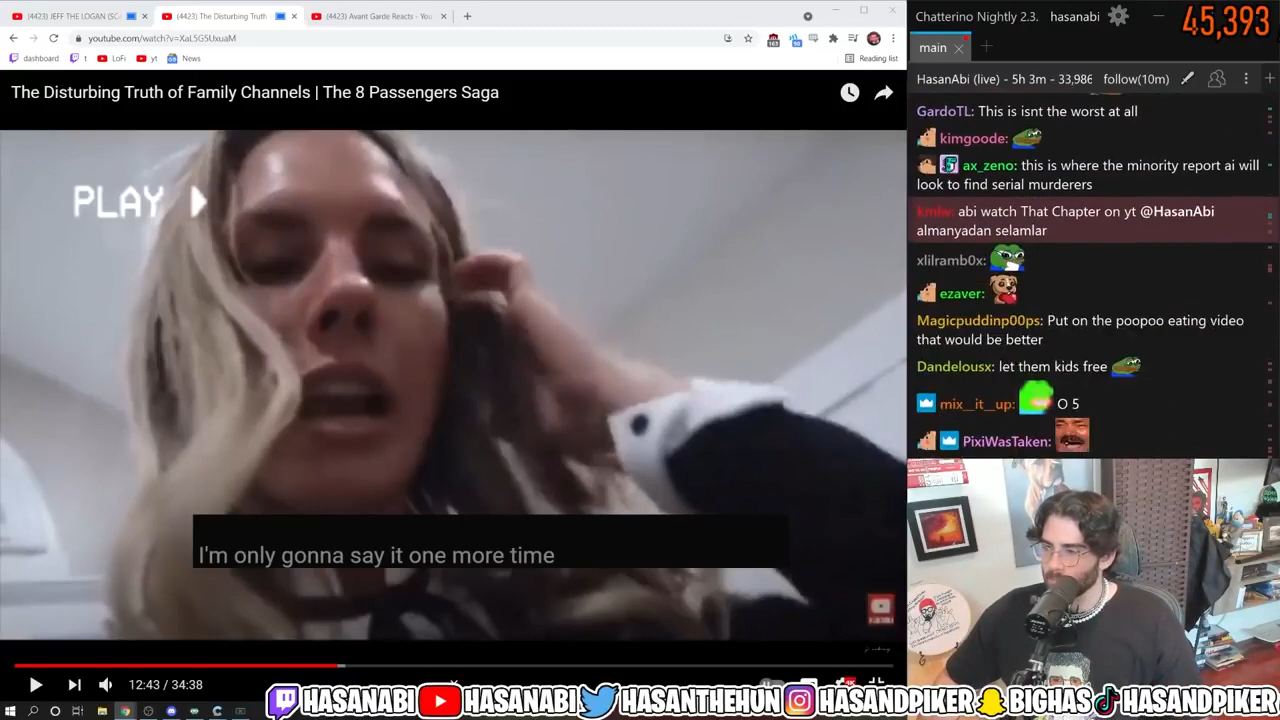 (4423) JEFF THE LOGAN (SC
(4423) The Disturbing Truth
(4423) Avant Garde Reacts - You
youtube.com/watch?v=XaL5G5UxuaM
dashboard
t
LoFi
yt
News
Reading list
The Disturbing Truth of Family Channels | The 8 Passengers Saga
PLAY
I'm only gonna say it one more time
12:43 / 34:38
Chatterino Nightly 2.3.
hasanabi
45,393
main
HasanAbi (live) - 5h 3m - 33,986
follow(10m)
GardoTL: This is isnt the worst at all
kimgoode:
ax_zeno: this is where the minority report ai will
look to find serial murderers
abi watch That Chapter on yt @HasanAbi
almanyadan selamlar
xlilramb0x:
ezaver:
Magicpuddinp00ps: Put on the poopoo eating video
that would be better
Dandelousx: let them kids free
mix__it__up: O 5
PixiWasTaken:
HASANABI
HASANABI
HASANTHEHUN
HASANDPIKER
BIGHAS
HASANDPIKER